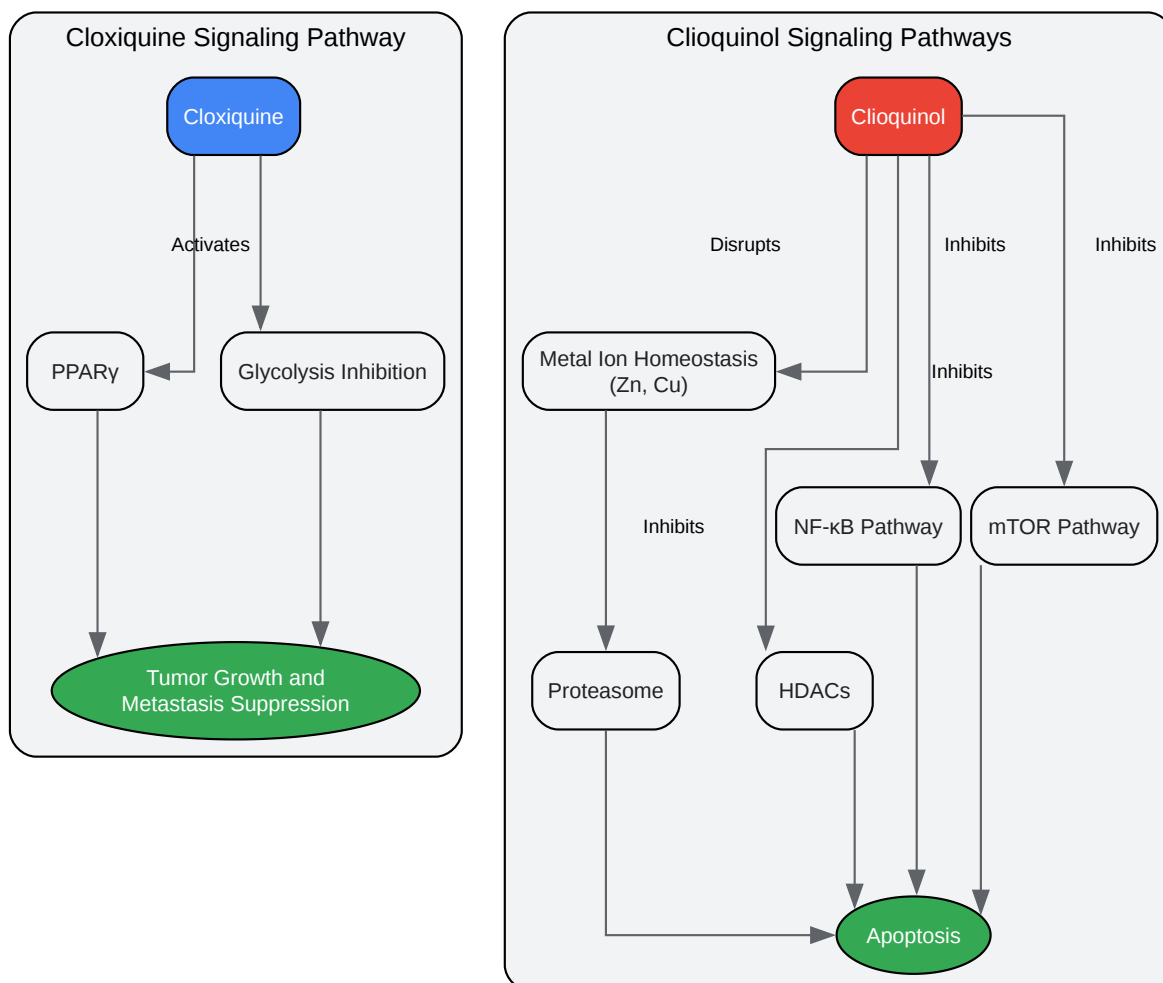 Cloxiquine Signaling Pathway
Cloxiquine
Activates
PPARγ
Glycolysis Inhibition
Tumor Growth and
Metastasis Suppression
Clioquinol Signaling Pathways
Clioquinol
Disrupts
Inhibits
Inhibits
Metal Ion Homeostasis
(Zn, Cu)
Inhibits
Inhibits
NF-κB Pathway
mTOR Pathway
Proteasome
HDACs
Apoptosis